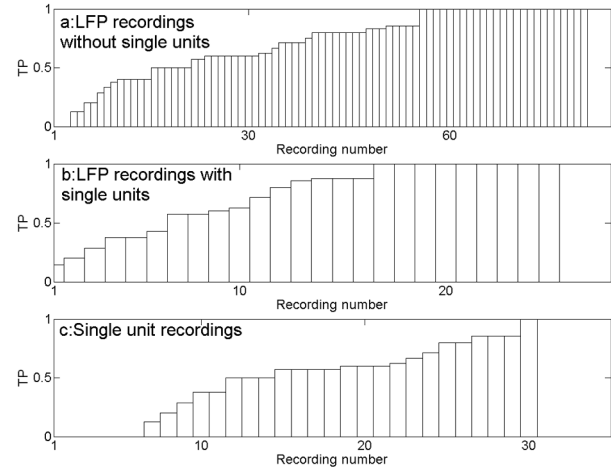 a:LFP recordings
without single units
TP
1
0.5
0
1
30
60
Recording number
b:LFP recordings with
single units
TP
1
0.5
0
1
10
20
Recording number
c:Single unit recordings
TP
1
0.5
0
1
10
20
30
Recording number